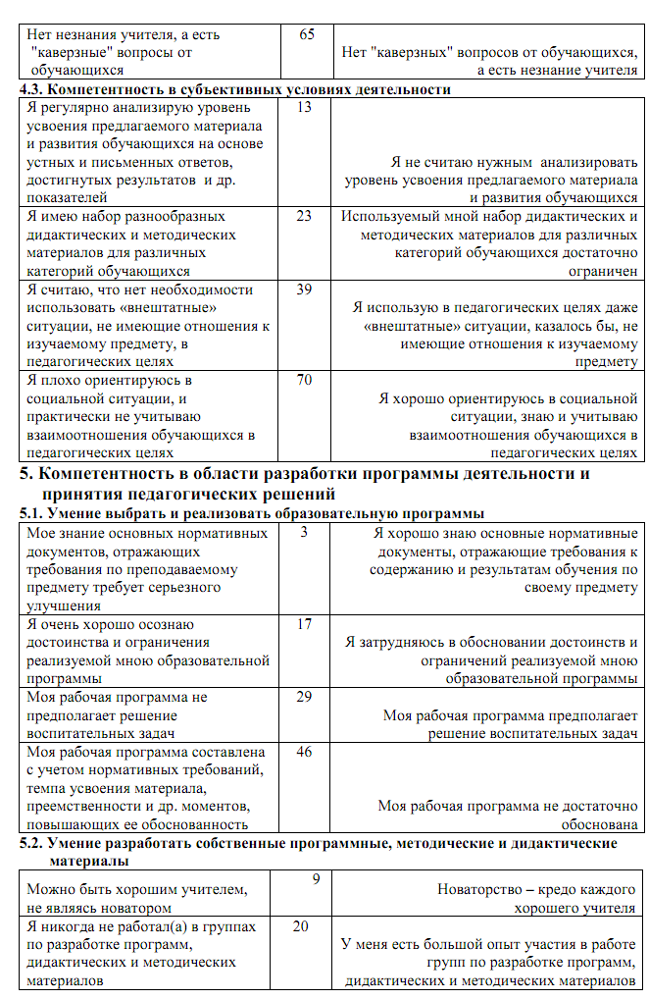 Нет незнания учителя, а есть
"каверзные" вопросы от
обучающихся
65
Нет "каверзных" вопросов от обучающихся,
а есть незнание учителя
4.3. Компетентность в субъективных условиях деятельности
Я регулярно анализирую уровень
усвоения предлагаемого материала
и развития обучающихся на основе
устных и письменных ответов,
достигнутых результатов и др.
показателей
13
Я не считаю нужным анализировать
уровень усвоения предлагаемого материала
и развития обучающихся
Я имею набор разнообразных
дидактических и методических
материалов для различных
категорий обучающихся
23
Используемый мной набор дидактических и
методических материалов для различных
категорий обучающихся достаточно
ограничен
Я считаю, что нет необходимости
использовать «внештатные»
ситуации, не имеющие отношения к
изучаемому предмету, в
педагогических целях
39
Я использую в педагогических целях даже
«внештатные» ситуации, казалось бы, не
имеющие отношения к изучаемому
предмету
Я плохо ориентируюсь в
социальной ситуации, и
практически не учитываю
взаимоотношения обучающихся в
педагогических целях
70
Я хорошо ориентируюсь в социальной
ситуации, знаю и учитываю
взаимоотношения обучающихся в
педагогических целях
5. Компетентность в области разработки программы деятельности и
принятия педагогических решений
5.1. Умение выбрать и реализовать образовательную программы
Мое знание основных нормативных
документов, отражающих
требования по преподаваемому
предмету требует серьезного
улучшения
3
Я хорошо знаю основные нормативные
документы, отражающие требования к
содержанию и результатам обучения по
своему предмету
Я очень хорошо осознаю
достоинства и ограничения
реализуемой мною образовательной
программы
17
Я затрудняюсь в обосновании достоинств и
ограничений реализуемой мною
образовательной программы
Моя рабочая программа не
предполагает решение
воспитательных задач
29
Моя рабочая программа предполагает
решение воспитательных задач
Моя рабочая программа составлена
с учетом нормативных требований,
темпа усвоения материала,
преемственности и др. моментов,
повышающих ее обоснованность
46
Моя рабочая программа не достаточно
обоснована
5.2. Умение разработать собственные программные, методические и дидактические
материалы
Можно быть хорошим учителем,
не являясь новатором
9
Новаторство – кредо каждого
хорошего учителя
Я никогда не работал(а) в группах
по разработке программ,
дидактических и методических
материалов
20
У меня есть большой опыт участия в работе
групп по разработке программ,
дидактических и методических материалов